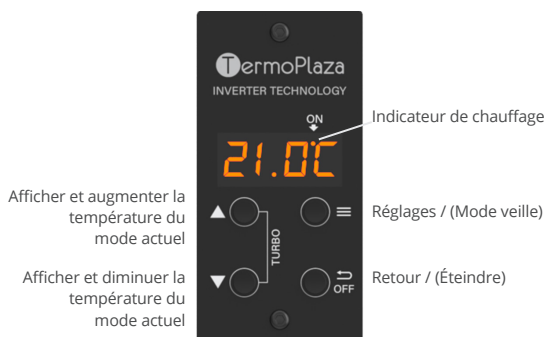 TermoPlaza
INVERTER TECHNOLOGY
ON
Indicateur de chauffage
21.0°C
Afficher et augmenter la
température du
mode actuel
Réglages / (Mode veille)
TURBO
Afficher et diminuer la
température du
mode actuel
OFF
Retour / (Éteindre)